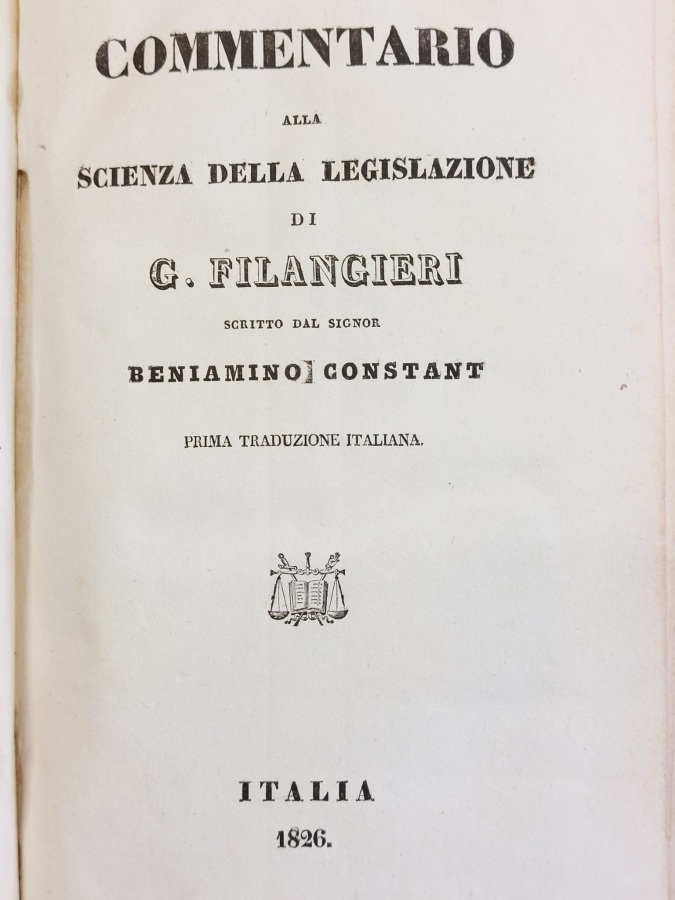 COMMENTARIO
ALLA
SCIENZA DELLA LEGISLAZIONE
DI
G. FILANGIERI
SCRITTO DAL SIGNOR
BENIAMINO CONSTANT
PRIMA TRADUZIONE ITALIANA.
ITALIA
1826.